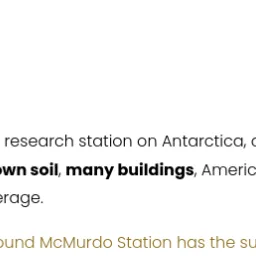 research station on Antarctica,
own soil, many buildings, Americ
erage.
ound McMurdo Station has the su